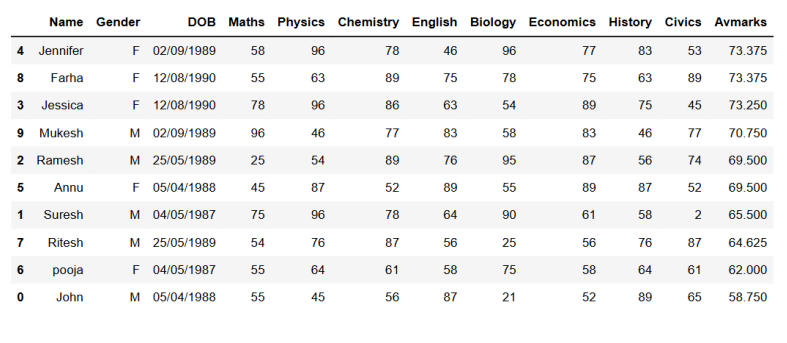 Name Gender DOB Maths Physics Chemistry English Biology Economics History Civics Avmarks
4 Jennifer F 02/09/1989 58 96 78 46 96 77 83 53 73.375
8 Farha F 12/08/1990 55 63 89 75 78 75 63 89 73.375
3 Jessica F 12/08/1990 78 96 86 63 54 89 75 45 73.250
9 Mukesh M 02/09/1989 96 46 77 83 58 83 46 77 70.750
2 Ramesh M 25/05/1989 25 54 89 76 95 87 56 74 69.500
5 Annu F 05/04/1988 45 87 52 89 55 89 87 52 69.500
1 Suresh M 04/05/1987 75 96 78 64 90 61 58 2 65.500
7 Ritesh M 25/05/1989 54 76 87 56 25 56 76 87 64.625
6 pooja F 04/05/1987 55 64 61 58 75 58 64 61 62.000
0 John M 05/04/1988 55 45 56 87 21 52 89 65 58.750